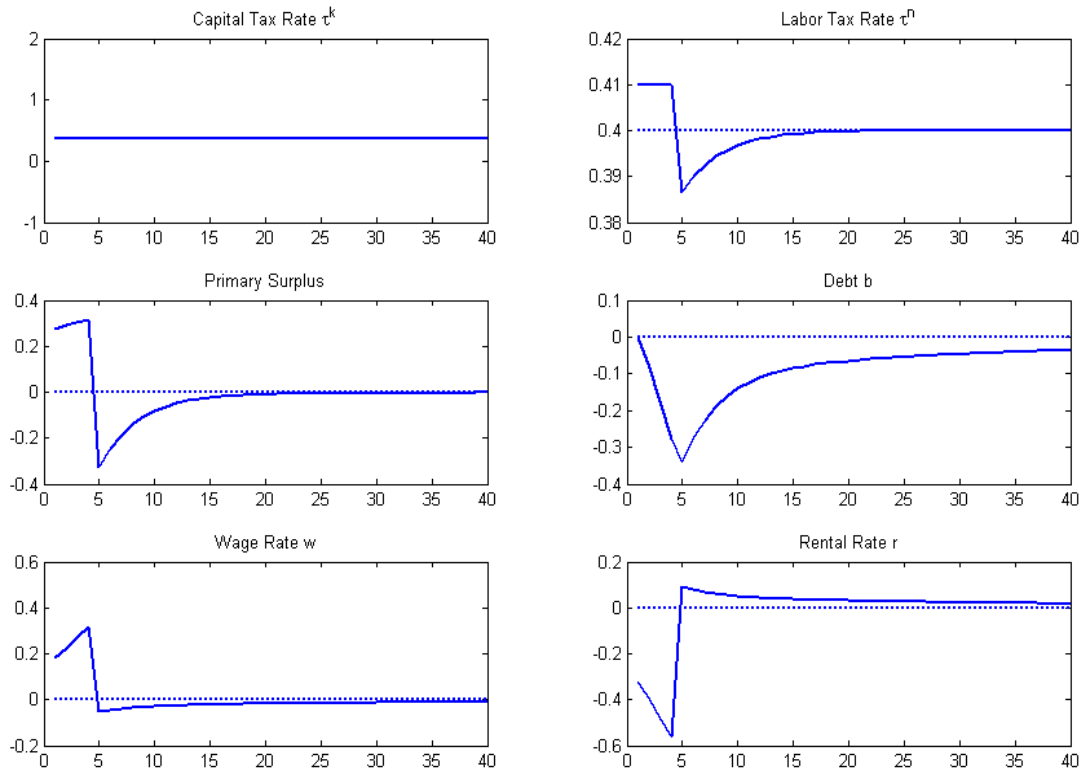 Capital Tax Rate τk
2
1
0
-1
0 5 10 15 20 25 30 35 40
Labor Tax Rate τn
0.42
0.41
0.4
0.39
0.38
0 5 10 15 20 25 30 35 40
Primary Surplus
0.4
0.2
0
-0.2
-0.4
0 5 10 15 20 25 30 35 40
Debt b
0.1
0
-0.1
-0.2
-0.3
-0.4
0 5 10 15 20 25 30 35 40
Wage Rate w
0.6
0.4
0.2
0
-0.2
0 5 10 15 20 25 30 35 40
Rental Rate r
0.2
0
-0.2
-0.4
-0.6
0 5 10 15 20 25 30 35 40